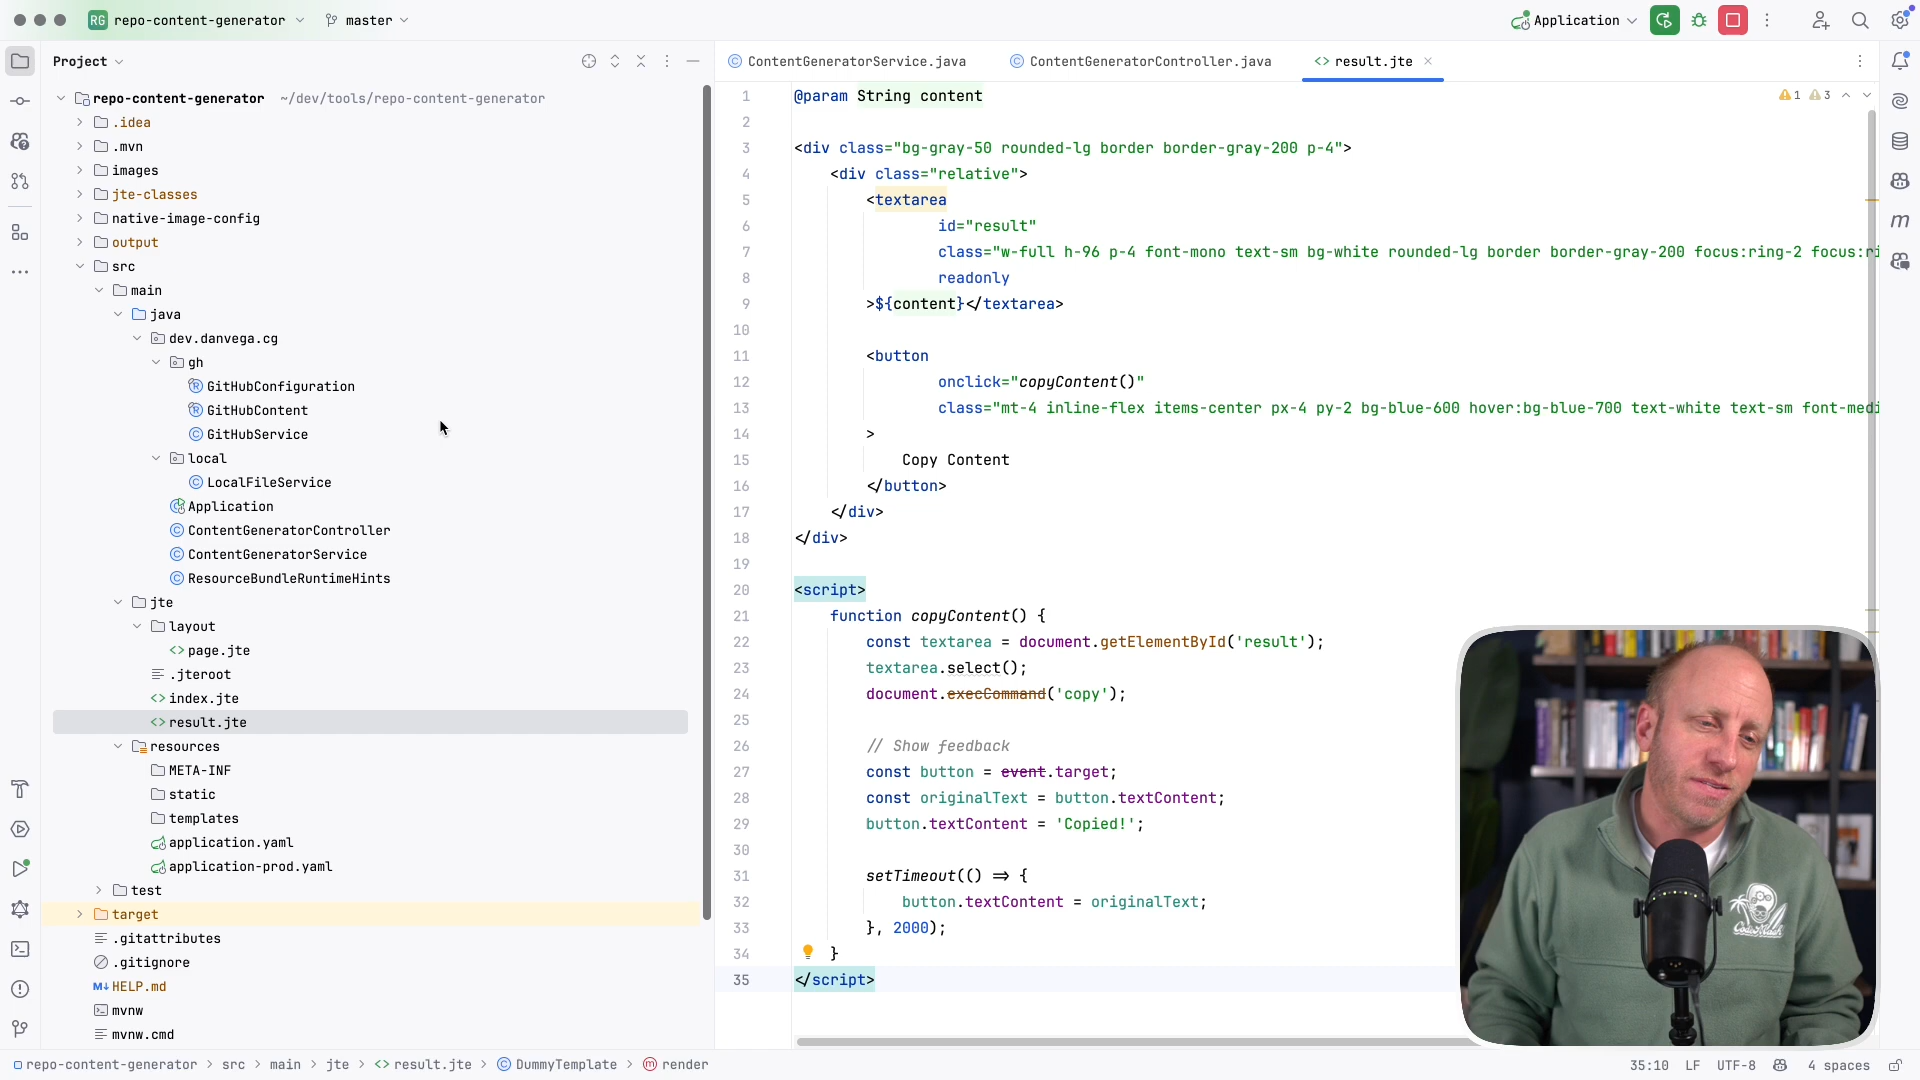 RG repo-content-generator
master
Application
Project
ContentGeneratorService.java
ContentGeneratorController.java
<> result.jte
repo-content-generator ~/dev/tools/repo-content-generator
.idea
.mvn
images
jte-classes
native-image-config
output
src
main
java
dev.danvega.cg
gh
GitHubConfiguration
GitHubContent
GitHubService
local
LocalFileService
Application
ContentGeneratorController
ContentGeneratorService
ResourceBundleRuntimeHints
jte
layout
<> page.jte
.jteroot
<> index.jte
<> result.jte
resources
META-INF
static
templates
application.yaml
application-prod.yaml
test
target
.gitattributes
.gitignore
M↓ HELP.md
mvnw
mvnw.cmd
1 @param String content
1 3
2
3 <div class="bg-gray-50 rounded-lg border border-gray-200 p-4">
4 <div class="relative">
5 <textarea
6 id="result"
7 class="w-full h-96 p-4 font-mono text-sm bg-white rounded-lg border border-gray-200 focus:ring-2 focus:ri
8 readonly
9 >${content}</textarea>
10
11 <button
12 onclick="copyContent()"
13 class="mt-4 inline-flex items-center px-4 py-2 bg-blue-600 hover:bg-blue-700 text-white text-sm font-medi
14 >
15 Copy Content
16 </button>
17 </div>
18 </div>
19
20 <script>
21 function copyContent() {
22 const textarea = document.getElementById('result');
23 textarea.select();
24 document.execCommand('copy');
25
26 // Show feedback
27 const button = event.target;
28 const originalText = button.textContent;
29 button.textContent = 'Copied!';
30
31 setTimeout(() => {
32 button.textContent = originalText;
33 }, 2000);
34 }
35 </script>
m
CodeMash
repo-content-generator > src > main > jte > <> result.jte > DummyTemplate > render
35:10 LF UTF-8 4 spaces